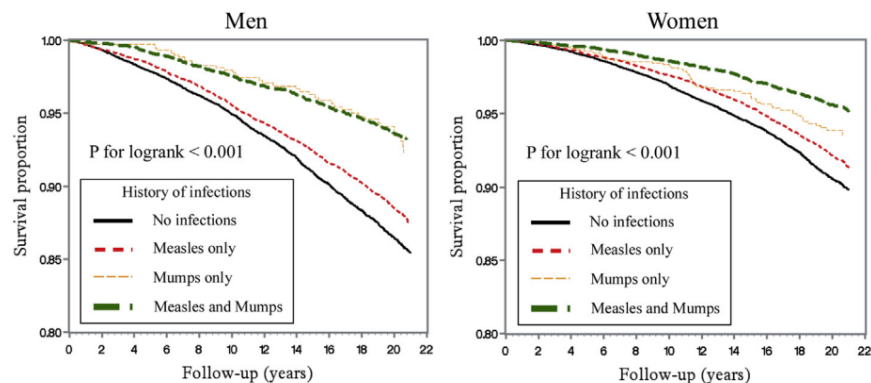 Men
Survival proportion
1.00
0.95
0.90
0.85
0.80
P for logrank < 0.001
History of infections
No infections
Measles only
Mumps only
Measles and Mumps
0 2 4 6 8 10 12 14 16 18 20 22
Follow-up (years)
Women
Survival proportion
1.00
0.95
0.90
0.85
0.80
P for logrank < 0.001
History of infections
No infections
Measles only
Mumps only
Measles and Mumps
0 2 4 6 8 10 12 14 16 18 20 22
Follow-up (years)